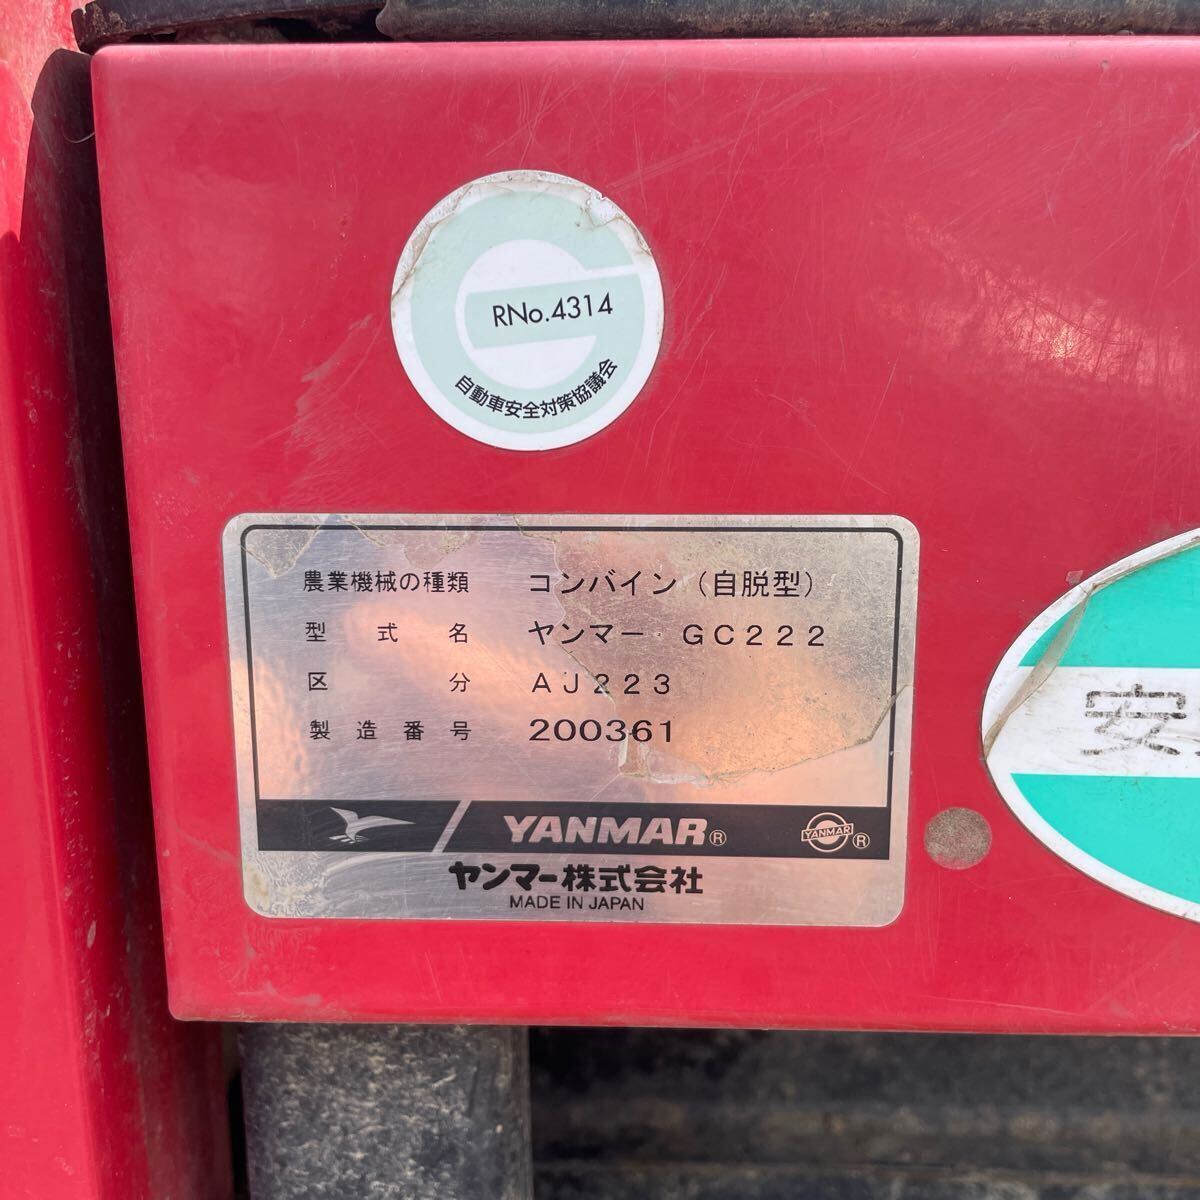 RNo.4314
自動車安全対策協議会
農業機械の種類 コンバイン(自脱型)
型式名 ヤンマー GC222
区分 AJ223
製造番号 200361
YANMAR®
YANMAR ®
ヤンマー株式会社
MADE IN JAPAN
安